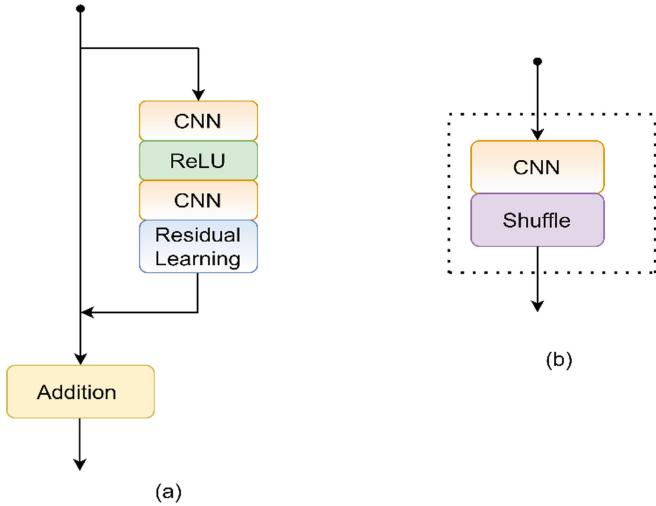 CNN
ReLU
CNN
Residual
Learning
Addition
(a)
CNN
Shuffle
(b)